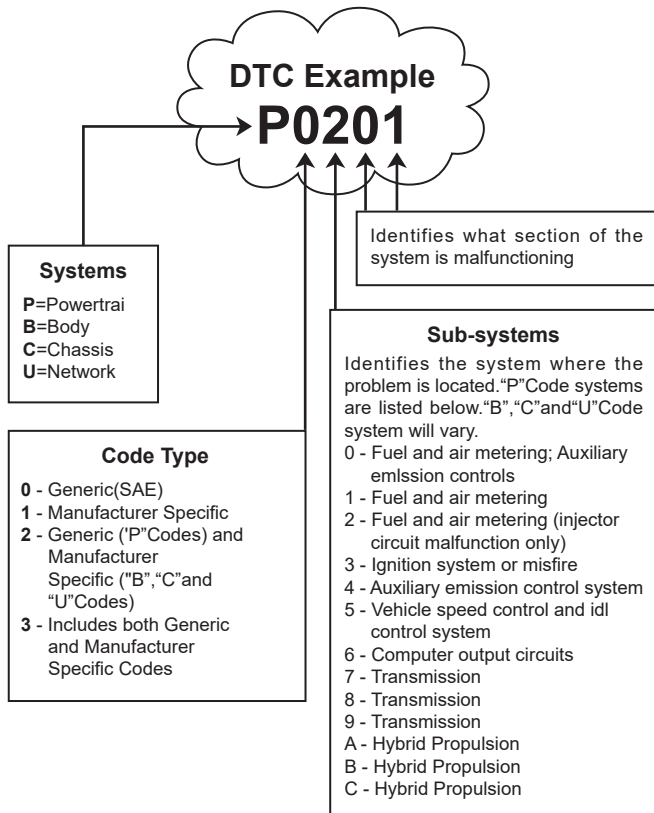 DTC Example
P0201
Identifies what section of the
system is malfunctioning
Systems
P=Powertrai
B=Body
C=Chassis
U=Network
Sub-systems
Identifies the system where the
problem is located.“P”Code systems
are listed below.“B”,“C”and“U”Code
system will vary.
0 - Fuel and air metering; Auxiliary
emlssion controls
1 - Fuel and air metering
2 - Fuel and air metering (injector
circuit malfunction only)
3 - Ignition system or misfire
4 - Auxiliary emission control system
5 - Vehicle speed control and idl
control system
6 - Computer output circuits
7 - Transmission
8 - Transmission
9 - Transmission
A - Hybrid Propulsion
B - Hybrid Propulsion
C - Hybrid Propulsion
Code Type
0 - Generic(SAE)
1 - Manufacturer Specific
2 - Generic ('P”Codes) and
Manufacturer
Specific ("B”,“C”and
“U”Codes)
3 - Includes both Generic
and Manufacturer
Specific Codes